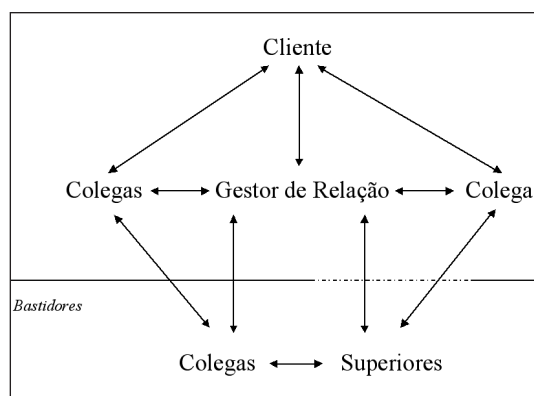 Cliente
Colegas Gestor de Relação Colega
Bastidores
Colegas Superiores